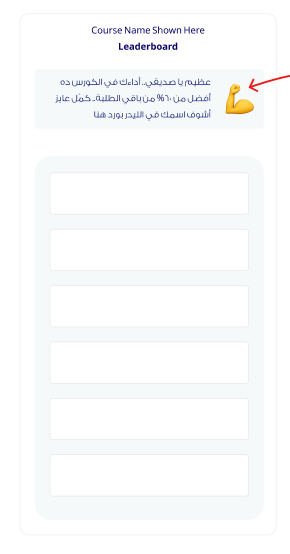 Course Name Shown Here
Leaderboard
عظيم يا صديقي.. أداءك في الكورس ده
أفضل من ٦٠% من باقي الطلبة.. كمّل عايز
أشوف اسمك في الليدر بورد هنا